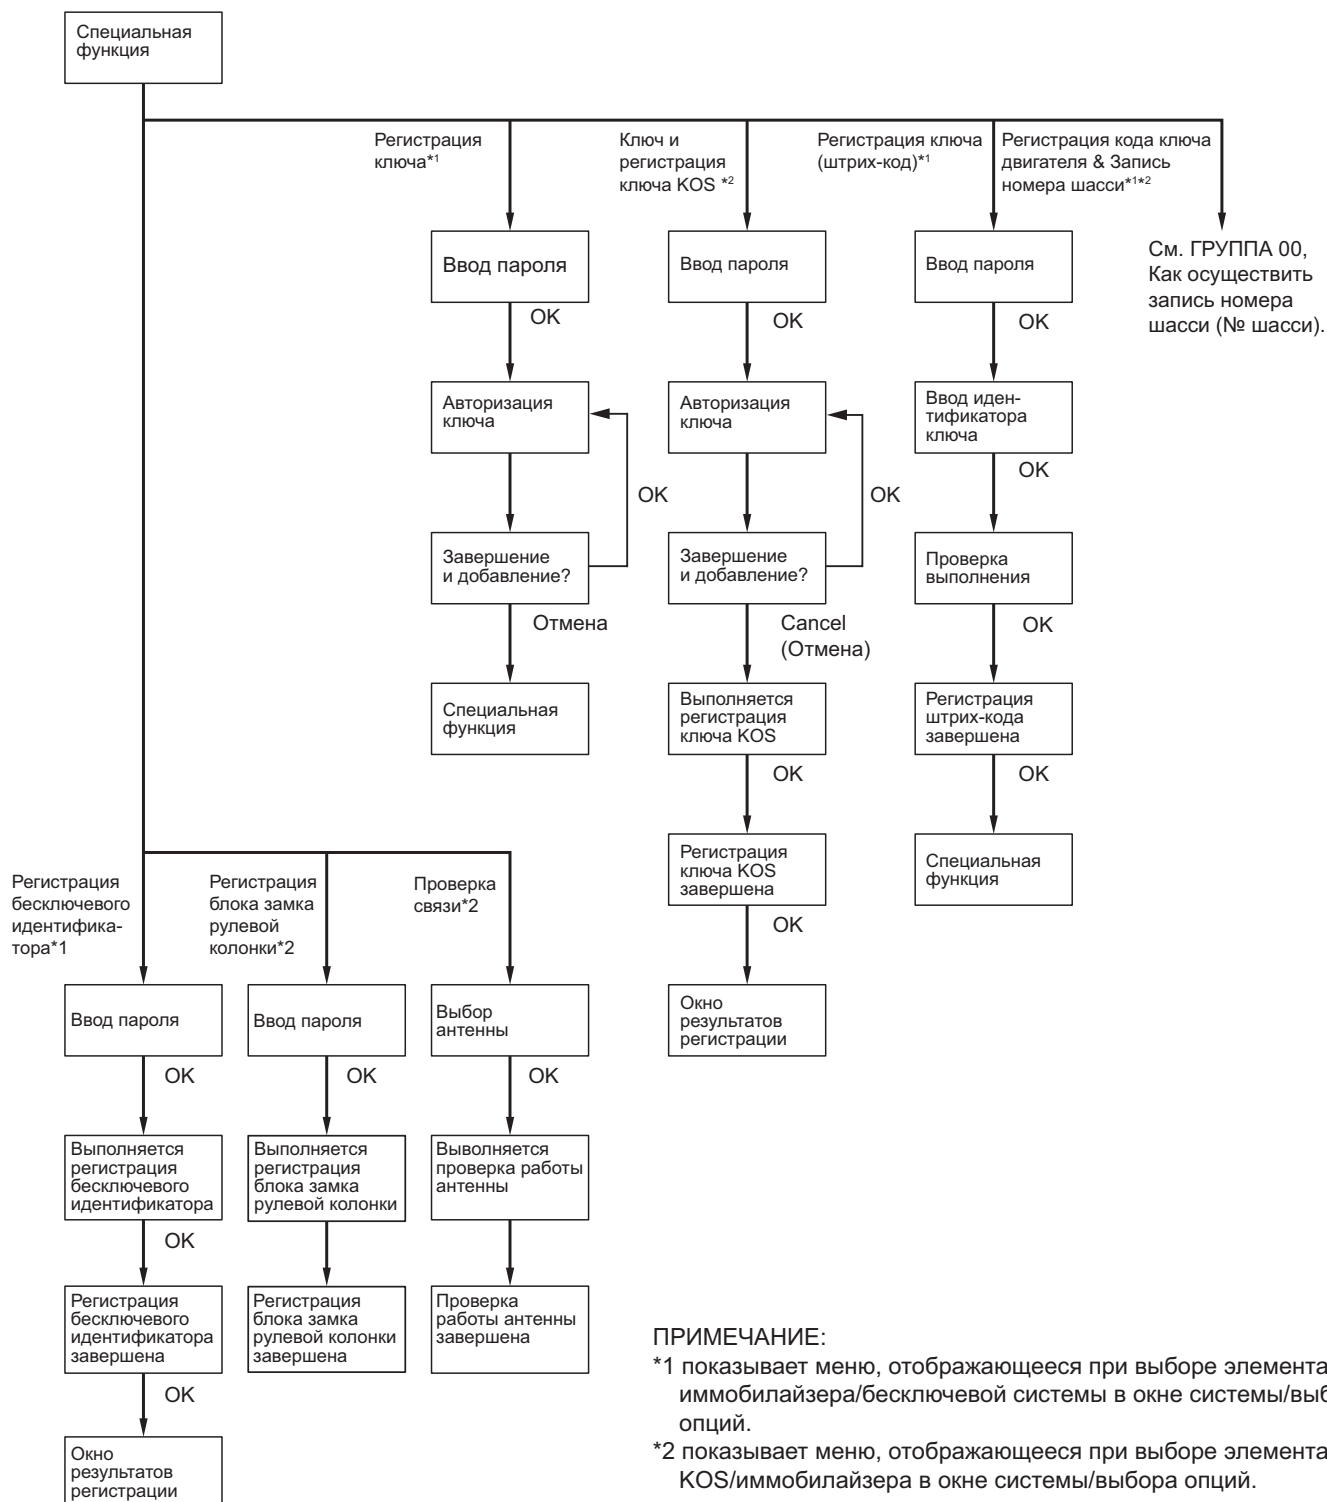 Специальная
функция
Регистрация
ключа*1
Ключ и
регистрация
ключа KOS *2
Регистрация ключа
(штрих-код)*1
Регистрация кода ключа
двигателя & Запись
номера шасси*1*2
Ввод пароля
Ввод пароля
Ввод пароля
См. ГРУППА 00,
Как осуществить
запись номера
шасси (№ шасси).
OK
OK
OK
Авторизация
ключа
Авторизация
ключа
Ввод иден-
тификатора
ключа
OK
OK
OK
Завершение
и добавление?
Завершение
и добавление?
Проверка
выполнения
Отмена
Cancel
(Отмена)
OK
Специальная
функция
Выполняется
регистрация
ключа KOS
Регистрация
штрих-кода
завершена
OK
OK
Регистрация
ключа KOS
завершена
Специальная
функция
OK
Окно
результатов
регистрации
Регистрация
бесключевого
идентифика-
тора*1
Регистрация
блока замка
рулевой
колонки*2
Проверка
связи*2
Ввод пароля
Ввод пароля
Выбор
антенны
OK
OK
OK
Выполняется
регистрация
бесключевого
идентификатора
Выполняется
регистрация
блока замка
рулевой колонки
Выволняется
проверка работы
антенны
OK
Регистрация
бесключевого
идентификатора
завершена
Регистрация
блока замка
рулевой колонки
завершена
Проверка
работы антенны
завершена
OK
Окно
результатов
регистрации
ПРИМЕЧАНИЕ:
*1 показывает меню, отображающееся при выборе элемента
иммобилайзера/бесключевой системы в окне системы/выб
опций.
*2 показывает меню, отображающееся при выборе элемента
KOS/иммобилайзера в окне системы/выбора опций.